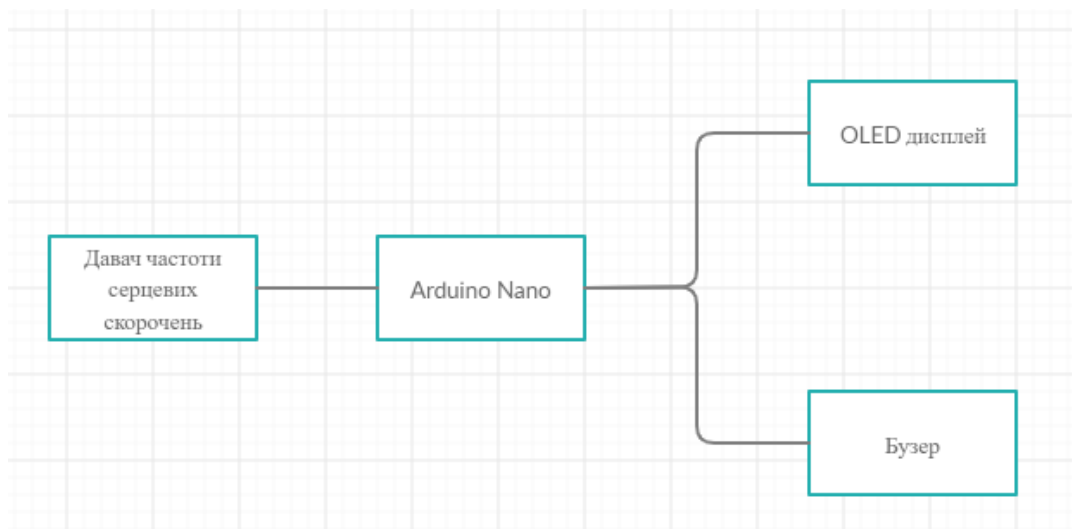 OLED дисплей
Давач частоти
серцевих
скорочень
Arduino Nano
Бузер